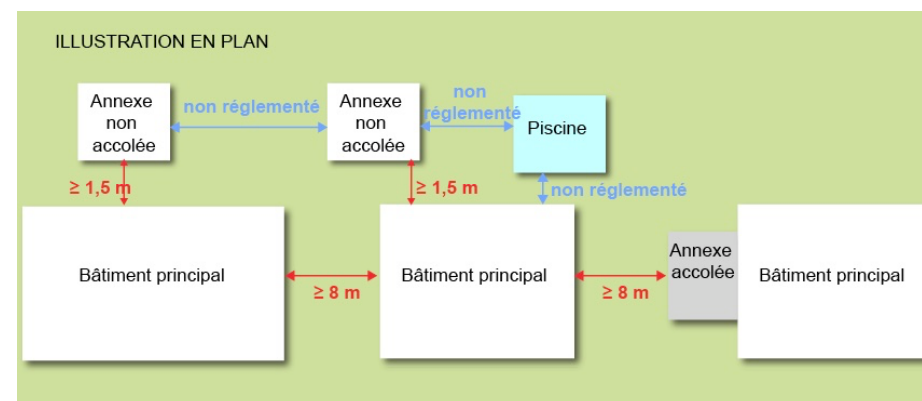 ILLUSTRATION EN PLAN
Annexe
non
accolée
non réglementé
Annexe
non
accolée
non
réglementé
Piscine
≥ 1,5 m
≥ 1,5 m
non réglementé
Bâtiment principal
≥ 8 m
Bâtiment principal
≥ 8 m
Annexe
accolée
Bâtiment principal